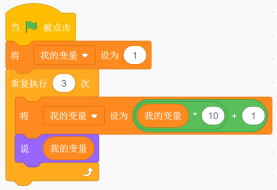 当 被点击
将 我的变量 设为 1
重复执行 3 次
将 我的变量 设为 我的变量 * 10 + 1
说 我的变量